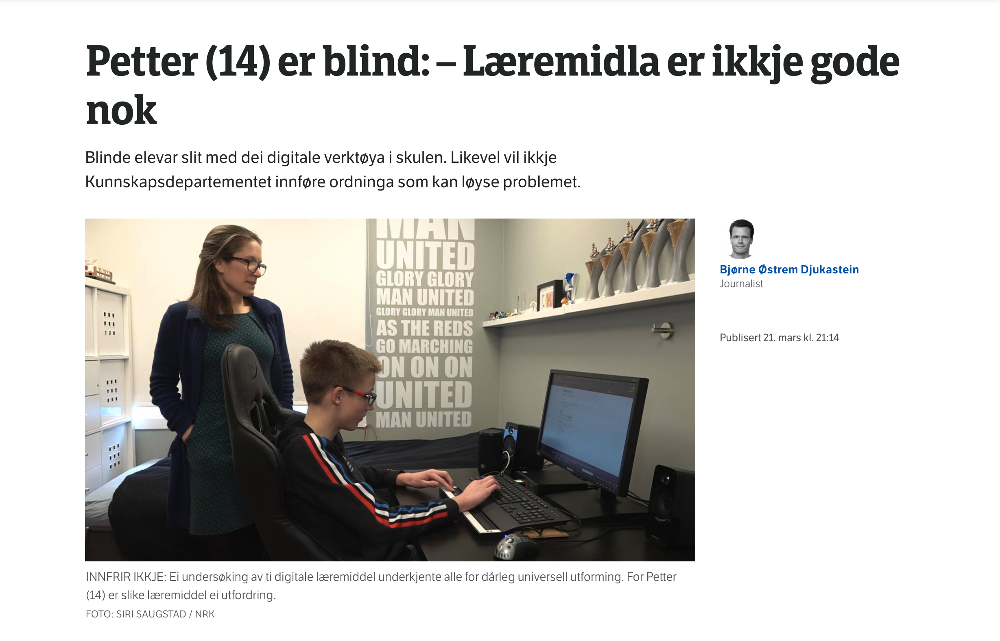 Petter (14) er blind: – Læremidla er ikkje gode
nok
Blinde elevar slit med dei digitale verktøya i skulen. Likevel vil ikkje
Kunnskapsdepartementet innføre ordninga som kan løyse problemet.
MAN
UNITED
GLORY GLORY
MAN UNITED
GLORY GLORY MAN UNITED
AS THE REDS
GO MARCHING
ON ON ON
UNITED
MAN UNITED
Bjørne Østrem Djukastein
Journalist
Publisert 21. mars kl. 21:14
INNFRIR IKKJE: Ei undersøking av ti digitale læremiddel underkjente alle for dårleg universell utforming. For Petter
(14) er slike læremiddel ei utfordring.
FOTO: SIRI SAUGSTAD / NRK